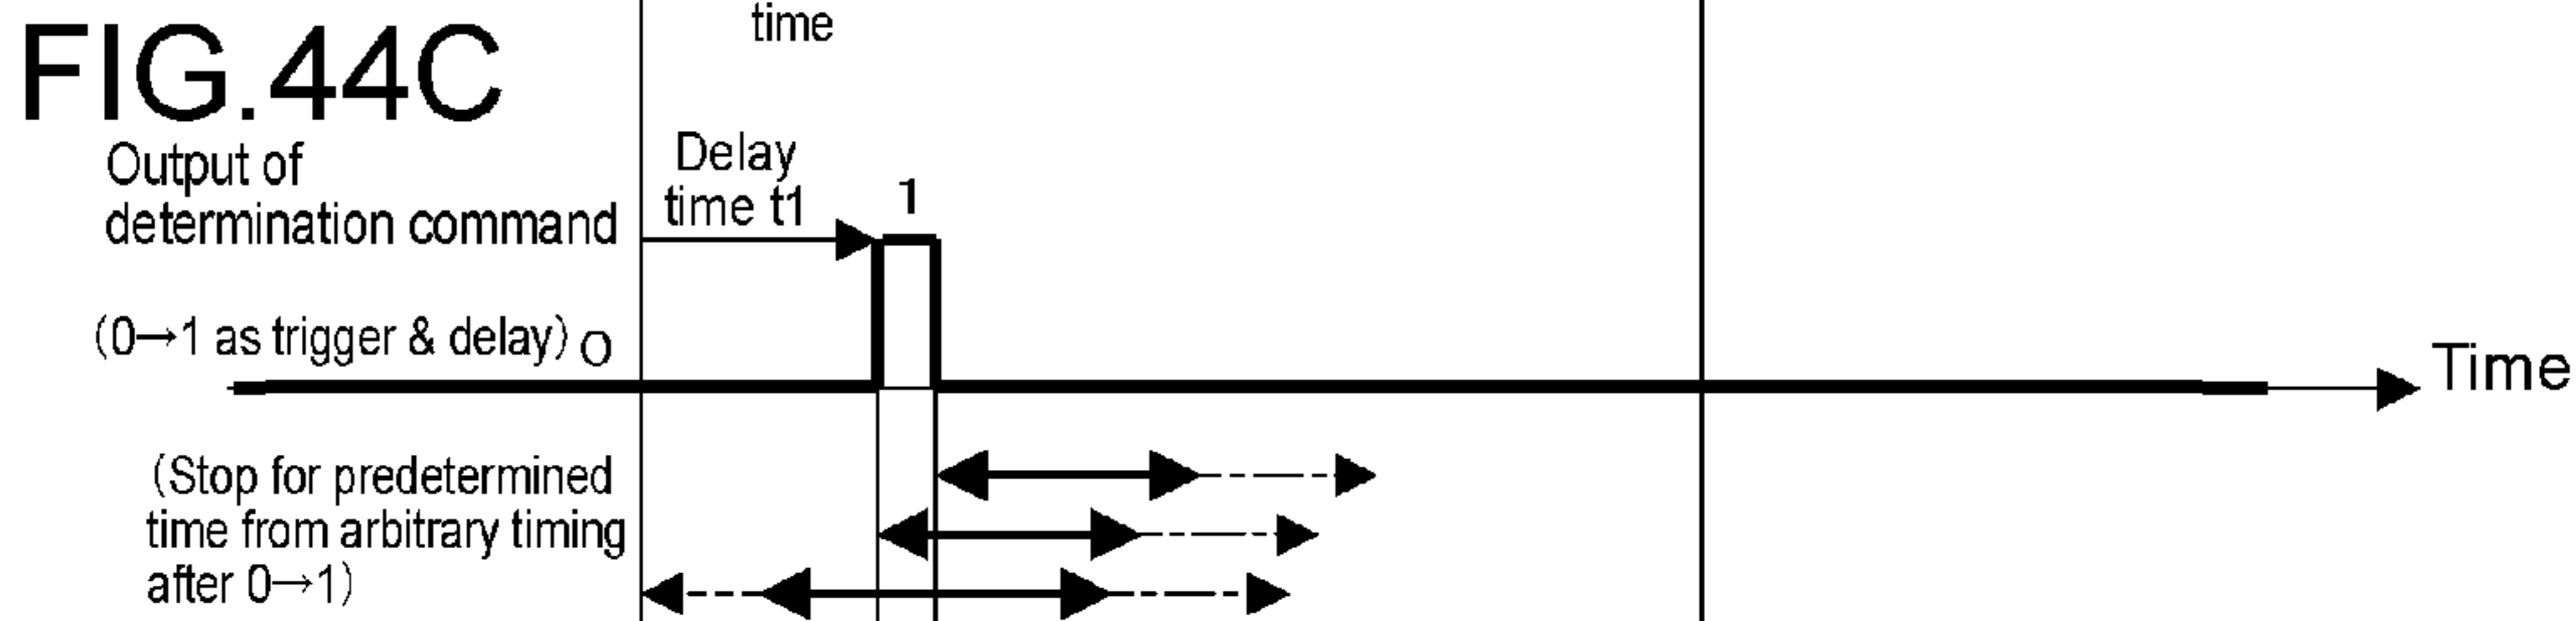 time
FIG.44C
Output of
determination command
Delay
time t1
1
(0→1 as trigger & delay)
0
Time
(Stop for predetermined
time from arbitrary timing
after 0→1)